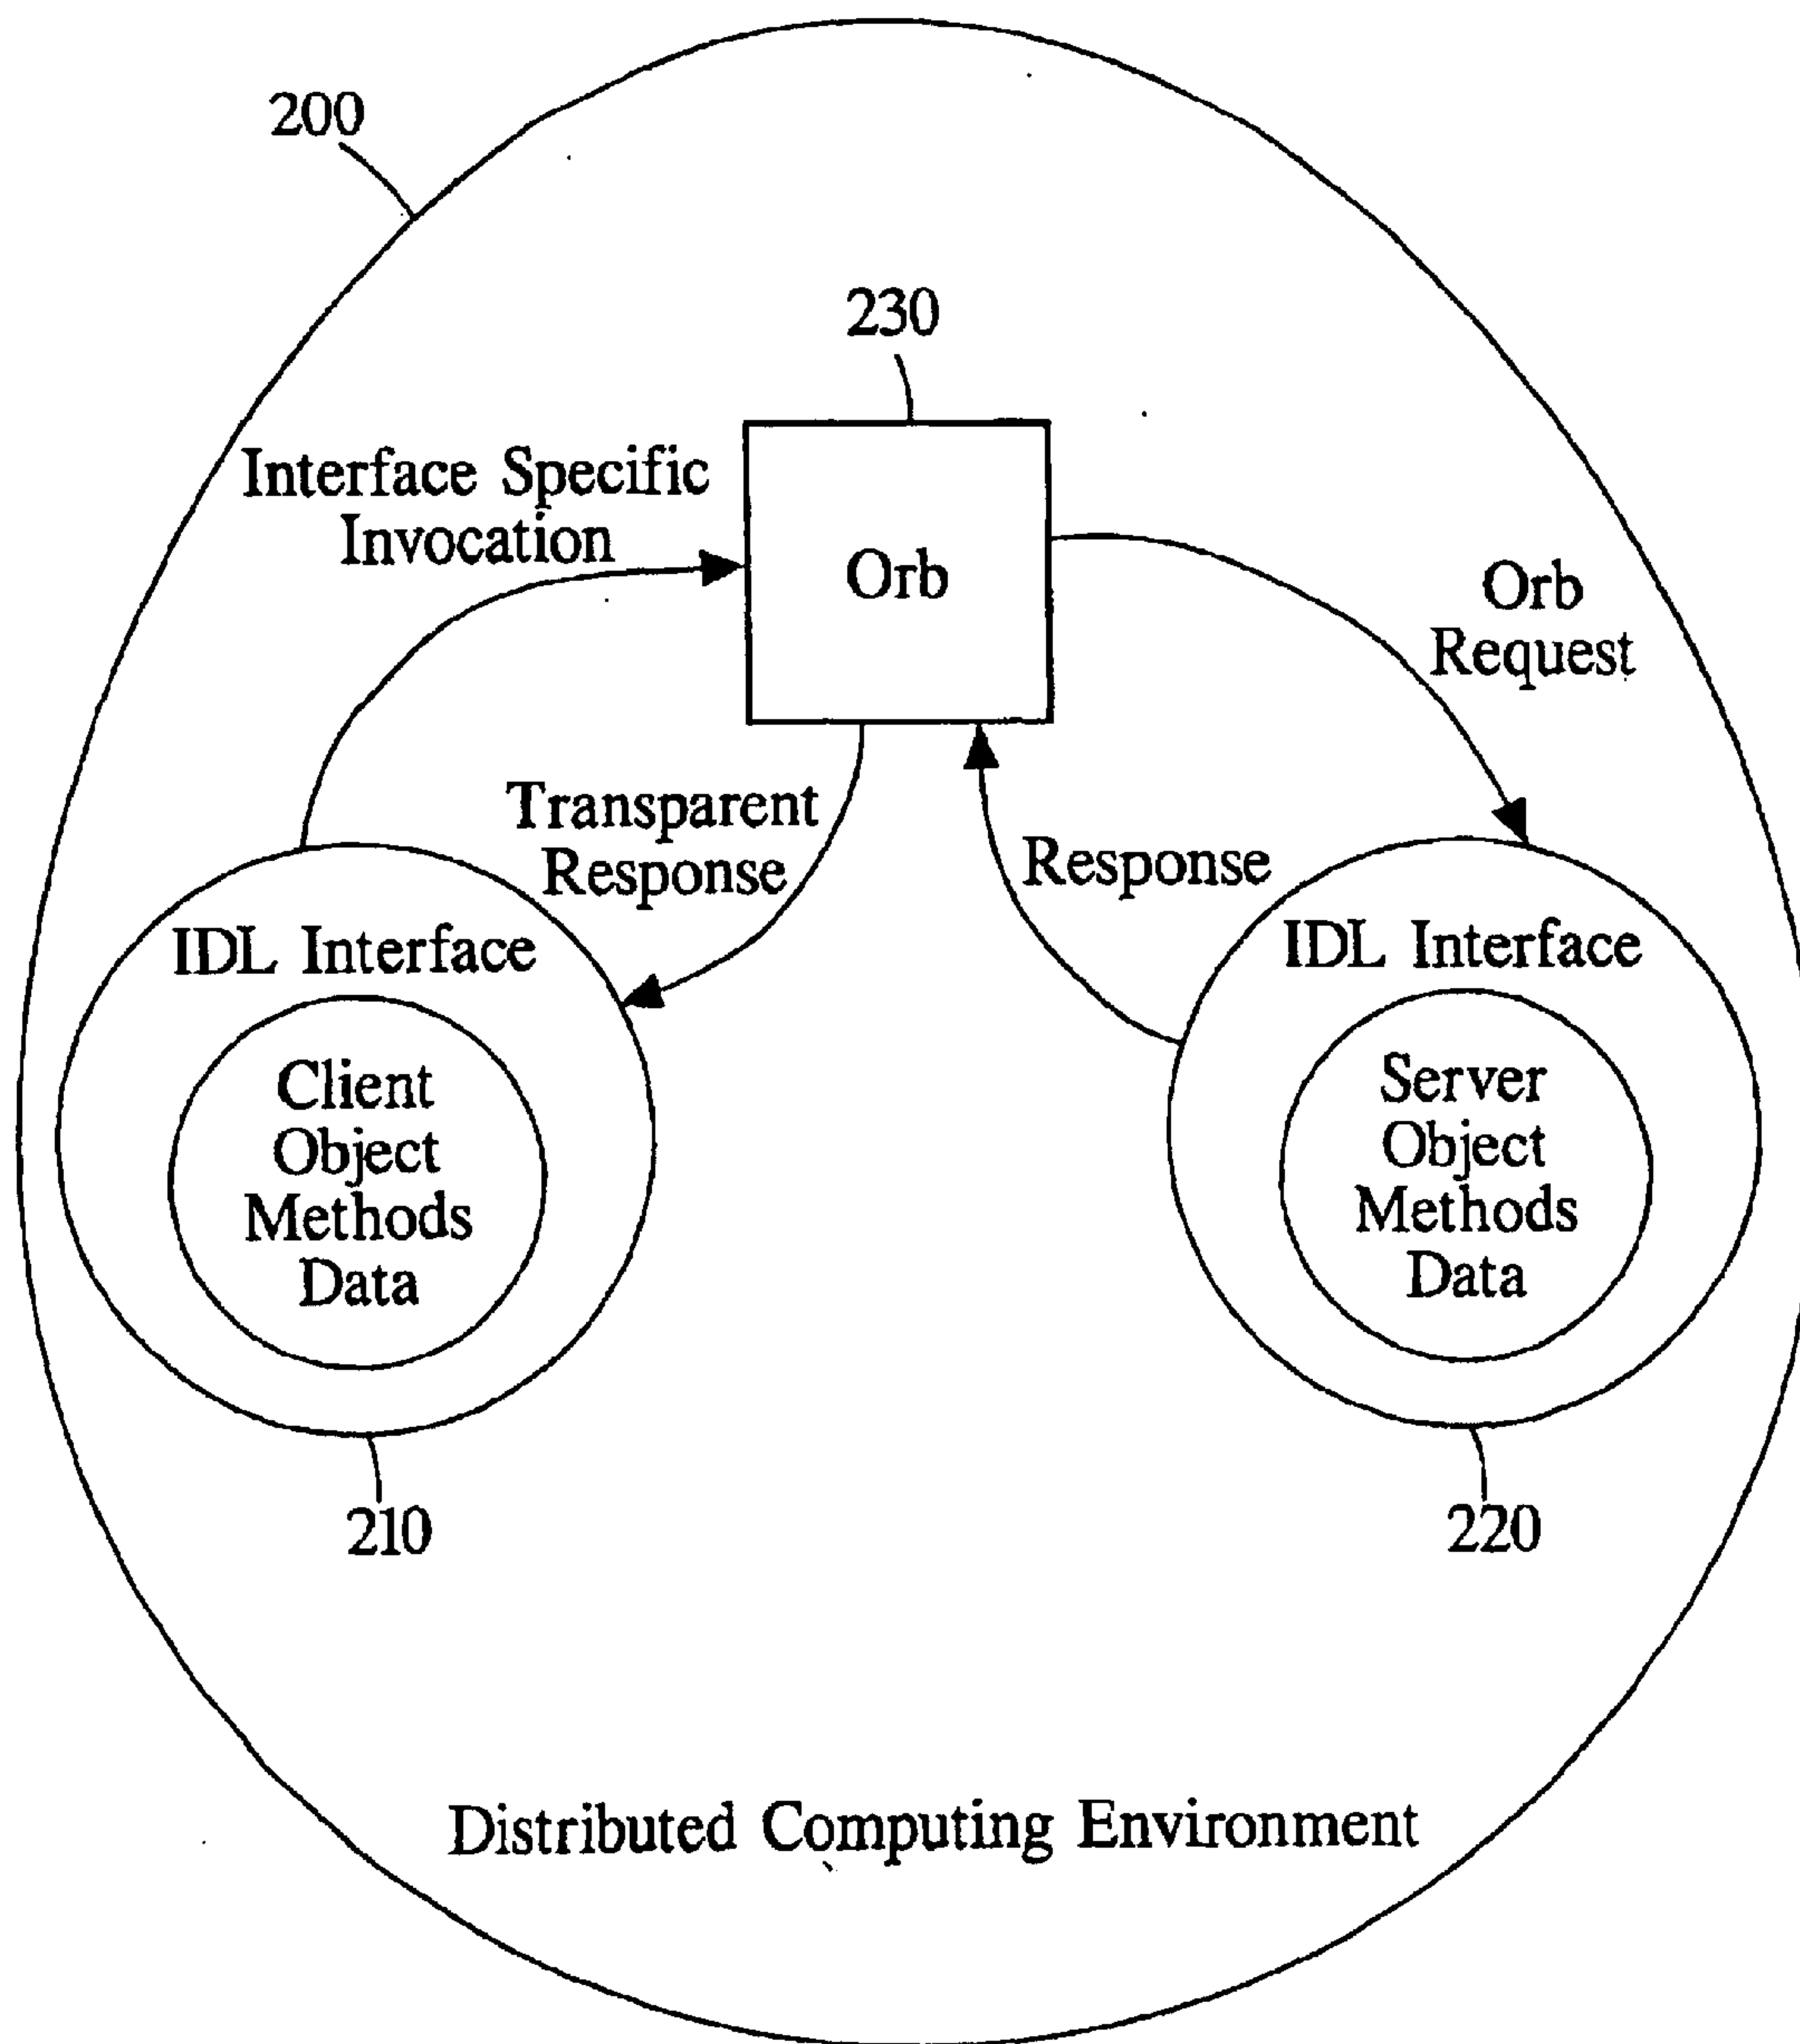 200
230
Interface Specific
Invocation
Orb
Orb
Request
Transparent
Response
Response
IDL Interface
Client
Object
Methods
Data
IDL Interface
Server
Object
Methods
Data
210
220
Distributed Computing Environment